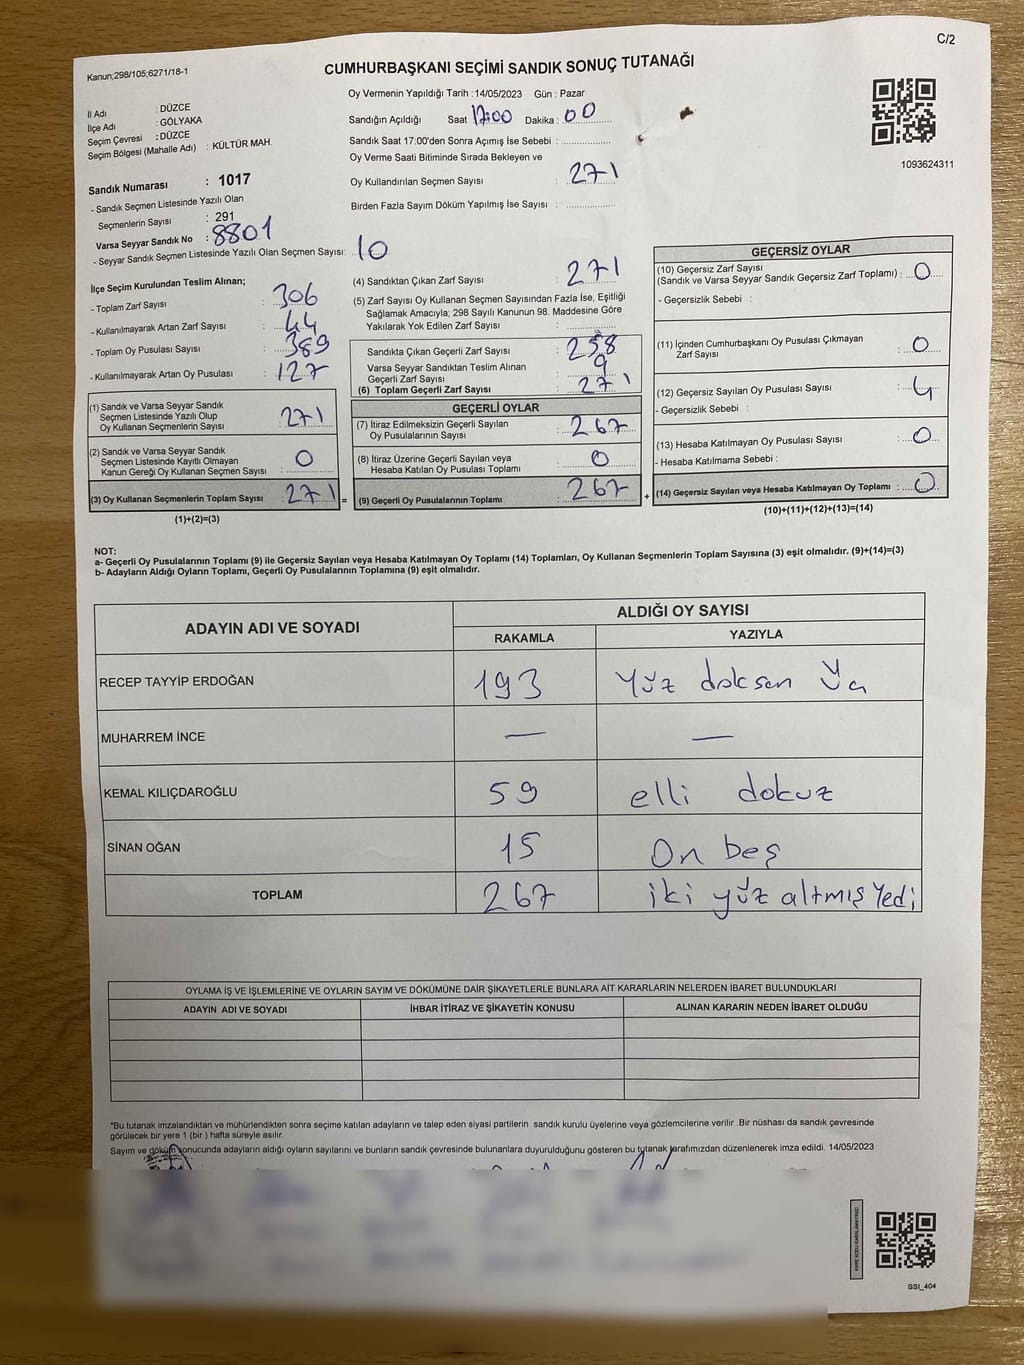 C/2
Kanun;298/105;6271/18-1
CUMHURBAŞKANI SEÇİMİ SANDIK SONUÇ TUTANAĞI
İl Adı : DÜZCE
İlçe Adı : GÖLYAKA
Seçim Çevresi : DÜZCE
Seçim Bölgesi (Mahalle Adı) : KÜLTÜR MAH.
Sandık Numarası : 1017
- Sandık Seçmen Listesinde Yazılı Olan
Seçmenlerin Sayısı : 291
Varsa Seyyar Sandık No : 8801
- Seyyar Sandık Seçmen Listesinde Yazılı Olan Seçmen Sayısı: 10
Oy Vermenin Yapıldığı Tarih :14/05/2023 Gün : Pazar
Sandığın Açıldığı Saat 17:00 Dakika : 00
Sandık Saat 17:00'den Sonra Açımış İse Sebebi :
Oy Verme Saati Bitiminde Sırada Bekleyen ve
Oy Kullandırılan Seçmen Sayısı : 271
Birden Fazla Sayım Döküm Yapılmış İse Sayısı :
1093624311
İlçe Seçim Kurulundan Teslim Alınan;
- Toplam Zarf Sayısı : 306
- Kullanılmayarak Artan Zarf Sayısı : 44
- Toplam Oy Pusulası Sayısı : 389
- Kullanılmayarak Artan Oy Pusulası : 127
(1) Sandık ve Varsa Seyyar Sandık
Seçmen Listesinde Yazılı Olup
Oy Kullanan Seçmenlerin Sayısı : 271
(2) Sandık ve Varsa Seyyar Sandık
Seçmen Listesinde Kayıtlı Olmayan
Kanun Gereği Oy Kullanan Seçmen Sayısı : 0
(3) Oy Kullanan Seçmenlerin Toplam Sayısı : 271 =
(1)+(2)=(3)
(4) Sandıktan Çıkan Zarf Sayısı : 271
(5) Zarf Sayısı Oy Kullanan Seçmen Sayısından Fazla İse, Eşitliği
Sağlamak Amacıyla; 298 Sayılı Kanunun 98. Maddesine Göre
Yakılarak Yok Edilen Zarf Sayısı :
Sandıkta Çıkan Geçerli Zarf Sayısı : 258
Varsa Seyyar Sandıktan Teslim Alınan
Geçerli Zarf Sayısı : 9
(6) Toplam Geçerli Zarf Sayısı : 271
GEÇERLİ OYLAR
(7) İtiraz Edilmeksizin Geçerli Sayılan
Oy Pusulalarının Sayısı : 267
(8) İtiraz Üzerine Geçerli Sayılan veya
Hesaba Katılan Oy Pusulası Toplamı : 0
(9) Geçerli Oy Pusulalarının Toplamı : 267 +
GEÇERSİZ OYLAR
(10) Geçersiz Zarf Sayısı
(Sandık ve Varsa Seyyar Sandık Geçersiz Zarf Toplamı) : 0
- Geçersizlik Sebebi :
(11) İçinden Cumhurbaşkanı Oy Pusulası Çıkmayan
Zarf Sayısı : 0
(12) Geçersiz Sayılan Oy Pusulası Sayısı : 4
- Geçersizlik Sebebi :
(13) Hesaba Katılmayan Oy Pusulası Sayısı : 0
- Hesaba Katılmama Sebebi :
(14) Geçersiz Sayılan veya Hesaba Katılmayan Oy Toplamı : 0
(10)+(11)+(12)+(13)=(14)
NOT:
a- Geçerli Oy Pusulalarının Toplamı (9) ile Geçersiz Sayılan veya Hesaba Katılmayan Oy Toplamı (14) Toplamları, Oy Kullanan Seçmenlerin Toplam Sayısına (3) eşit olmalıdır. (9)+(14)=(3)
b- Adayların Aldığı Oyların Toplamı, Geçerli Oy Pusulalarının Toplamına (9) eşit olmalıdır.
ADAYIN ADI VE SOYADI
ALDIĞI OY SAYISI
RAKAMLA YAZIYLA
RECEP TAYYİP ERDOĞAN 193 Yüz doksan Üç
MUHARREM İNCE — —
KEMAL KILIÇDAROĞLU 59 elli dokuz
SİNAN OĞAN 15 On beş
TOPLAM 267 iki yüz altmış Yedi
OYLAMA İŞ VE İŞLEMLERİNE VE OYLARIN SAYIM VE DÖKÜMÜNE DAİR ŞİKAYETLERLE BUNLARA AİT KARARLARIN NELERDEN İBARET BULUNDUKLARI
ADAYIN ADI VE SOYADI İHBAR İTİRAZ VE ŞİKAYETİN KONUSU ALINAN KARARIN NEDEN İBARET OLDUĞU
*Bu tutanak imzalandıktan ve mühürlendikten sonra seçime katılan adayların ve talep eden siyasi partilerin sandık kurulu üyelerine veya gözlemcilerine verilir .Bir nüshası da sandık çevresinde
görülecek bir yere 1 (bir ) hafta süreyle asılır.
Sayım ve döküm sonucunda adayların aldığı oyların sayılarını ve bunların sandık çevresinde bulunanlara duyurulduğunu gösteren bu tutanak tarafımızdan düzenlenerek imza edildi. 14/05/2023
SSI_404